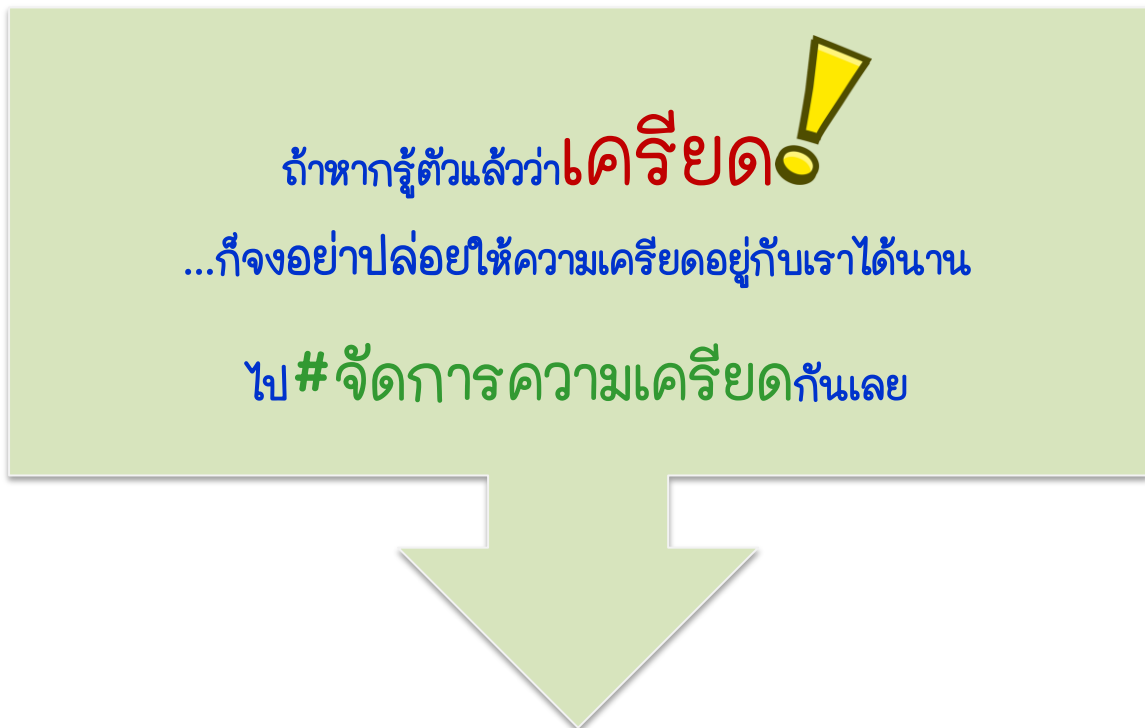 ถ้าหากรู้ตัวแล้วว่าเครียด!
...ก็จงอย่าปล่อยให้ความเครียดอยู่กับเราได้นาน
ไป#จัดการความเครียดกันเลย